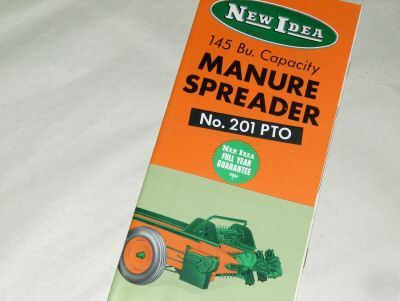 NEW IDEA
145 Bu. Capacity
MANURE
SPREADER
No. 201 PTO
NEW IDEA
FULL YEAR
GUARANTEE